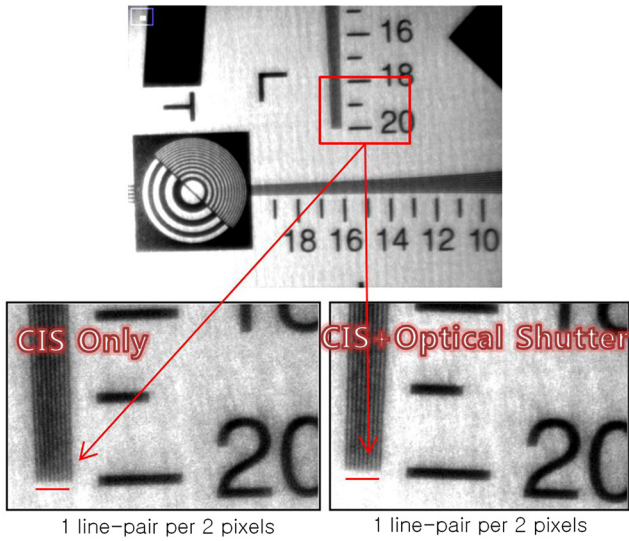 16
18
20
18 16 14 12 10
CIS Only
CIS+Optical Shutter
20
20
1 line-pair per 2 pixels
1 line-pair per 2 pixels